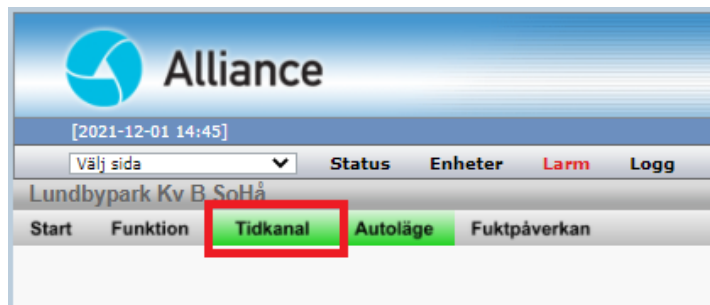 Alliance
[2021-12-01 14:45]
Välj sida Status Enheter Larm Logg
Lundbypark Kv B SoHå
Start Funktion Tidkanal Autoläge Fuktpåverkan